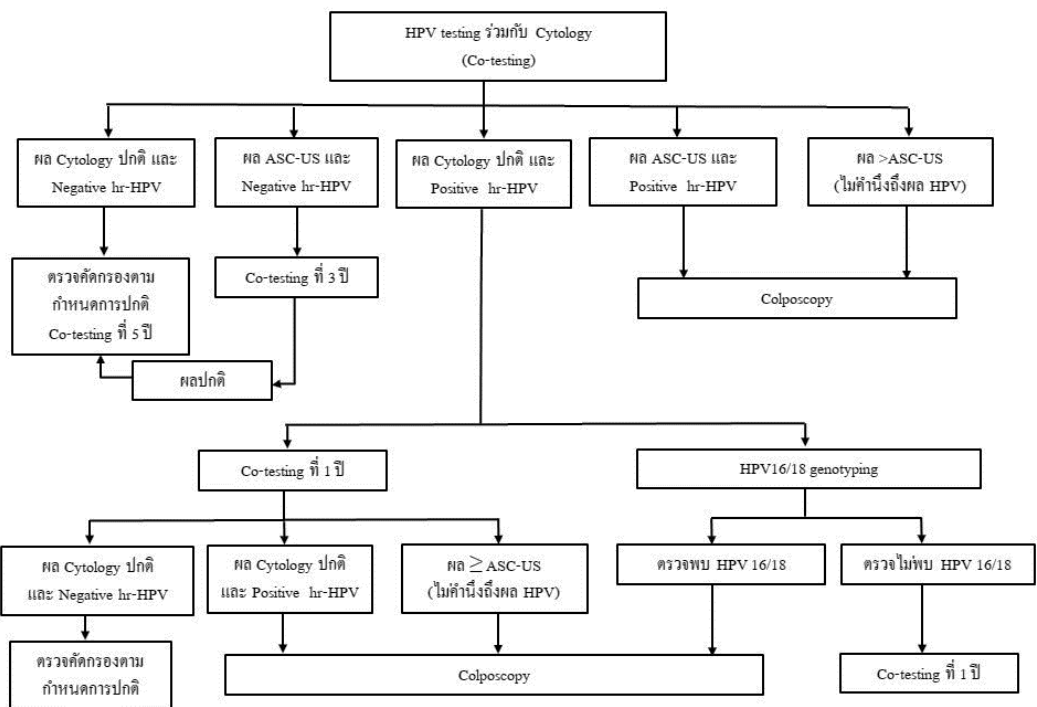 HPV testing ร่วมกับ Cytology
(Co-testing)
ผล Cytology ปกติ และ
Negative hr-HPV
ผล ASC-US และ
Negative hr-HPV
ผล Cytology ปกติ และ
Positive hr-HPV
ผล ASC-US และ
Positive hr-HPV
ผล >ASC-US
(ไม่คำนึงถึงผล HPV)
ตรวจคัดกรองตาม
กำหนดการปกติ
Co-testing ที่ 5 ปี
Co-testing ที่ 3 ปี
Colposcopy
ผลปกติ
Co-testing ที่ 1 ปี
HPV16/18 genotyping
ผล Cytology ปกติ
และ Negative hr-HPV
ผล Cytology ปกติ
และ Positive hr-HPV
ผล ≥ ASC-US
(ไม่คำนึงถึงผล HPV)
ตรวจพบ HPV 16/18
ตรวจไม่พบ HPV 16/18
ตรวจคัดกรองตาม
กำหนดการปกติ
Colposcopy
Co-testing ที่ 1 ปี